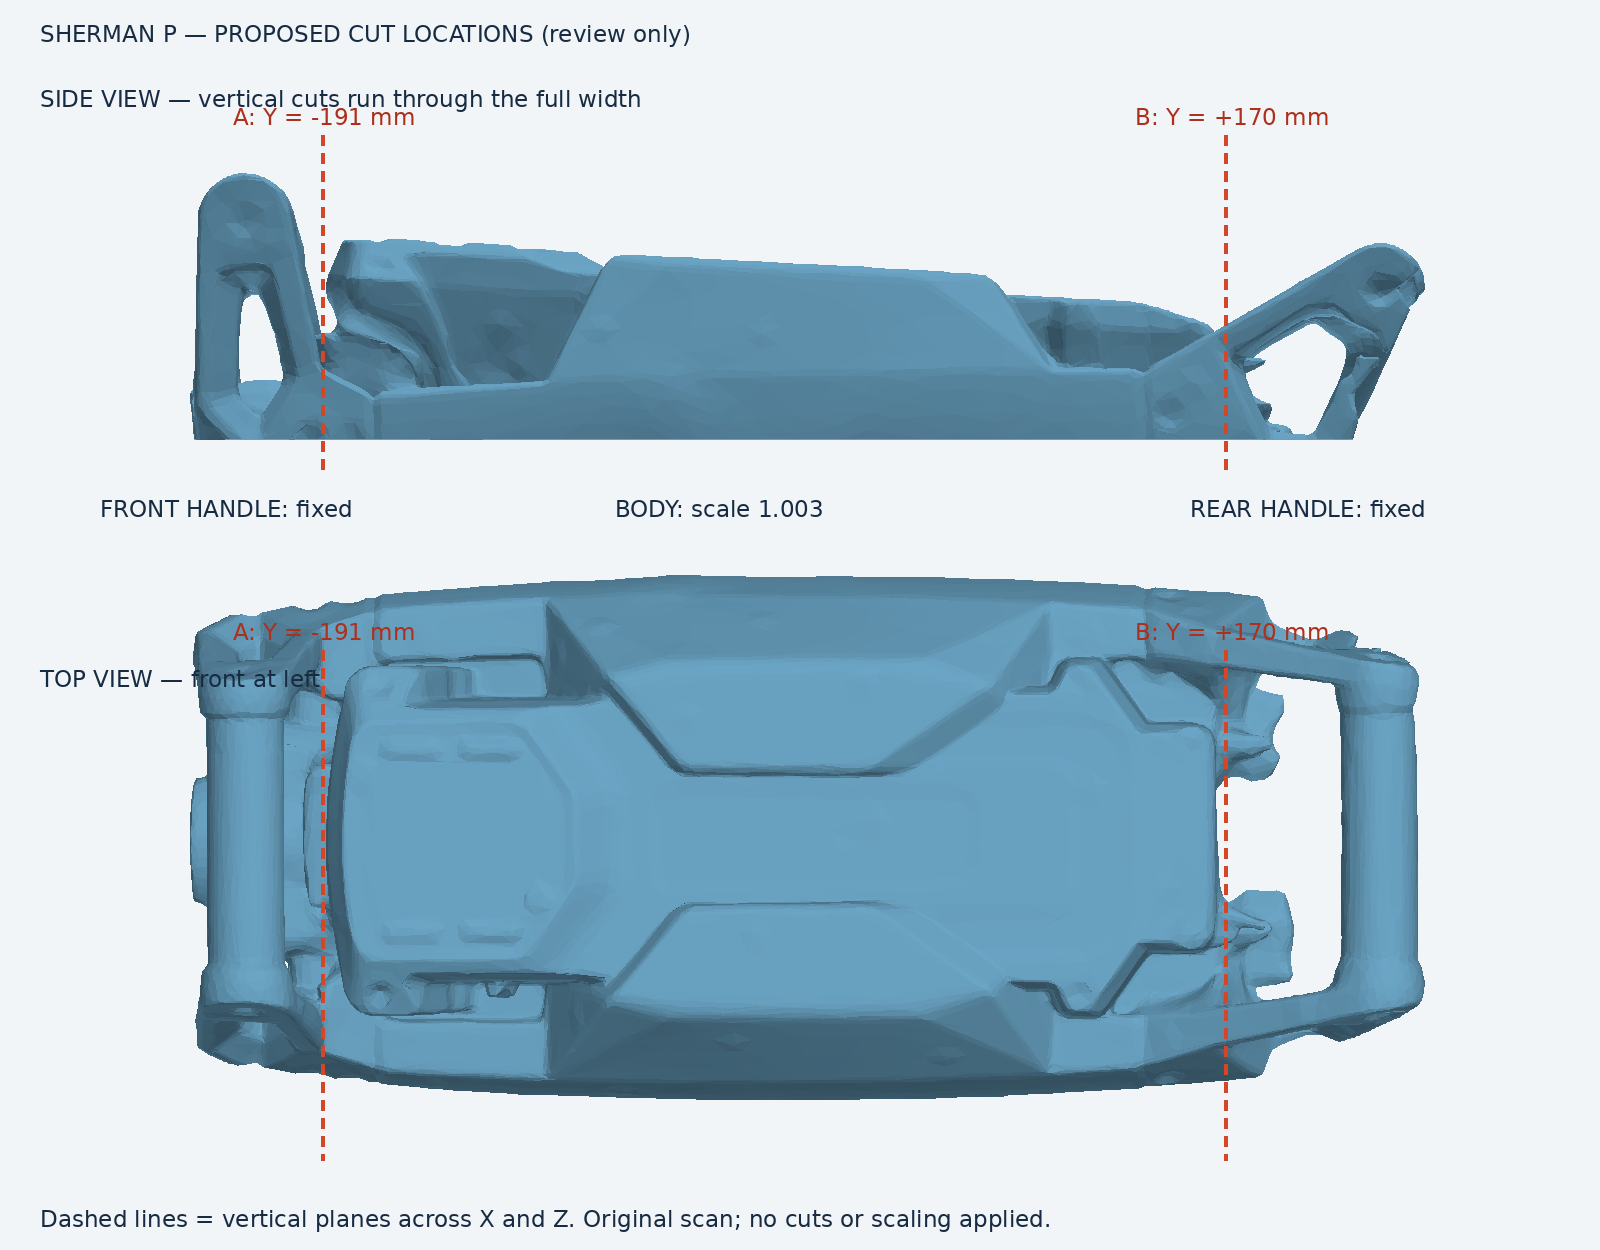 SHERMAN P — PROPOSED CUT LOCATIONS (review only)
SIDE VIEW — vertical cuts run through the full width
A: Y = -191 mm
B: Y = +170 mm
FRONT HANDLE: fixed
BODY: scale 1.003
REAR HANDLE: fixed
A: Y = -191 mm
B: Y = +170 mm
TOP VIEW — front at left
Dashed lines = vertical planes across X and Z. Original scan; no cuts or scaling applied.